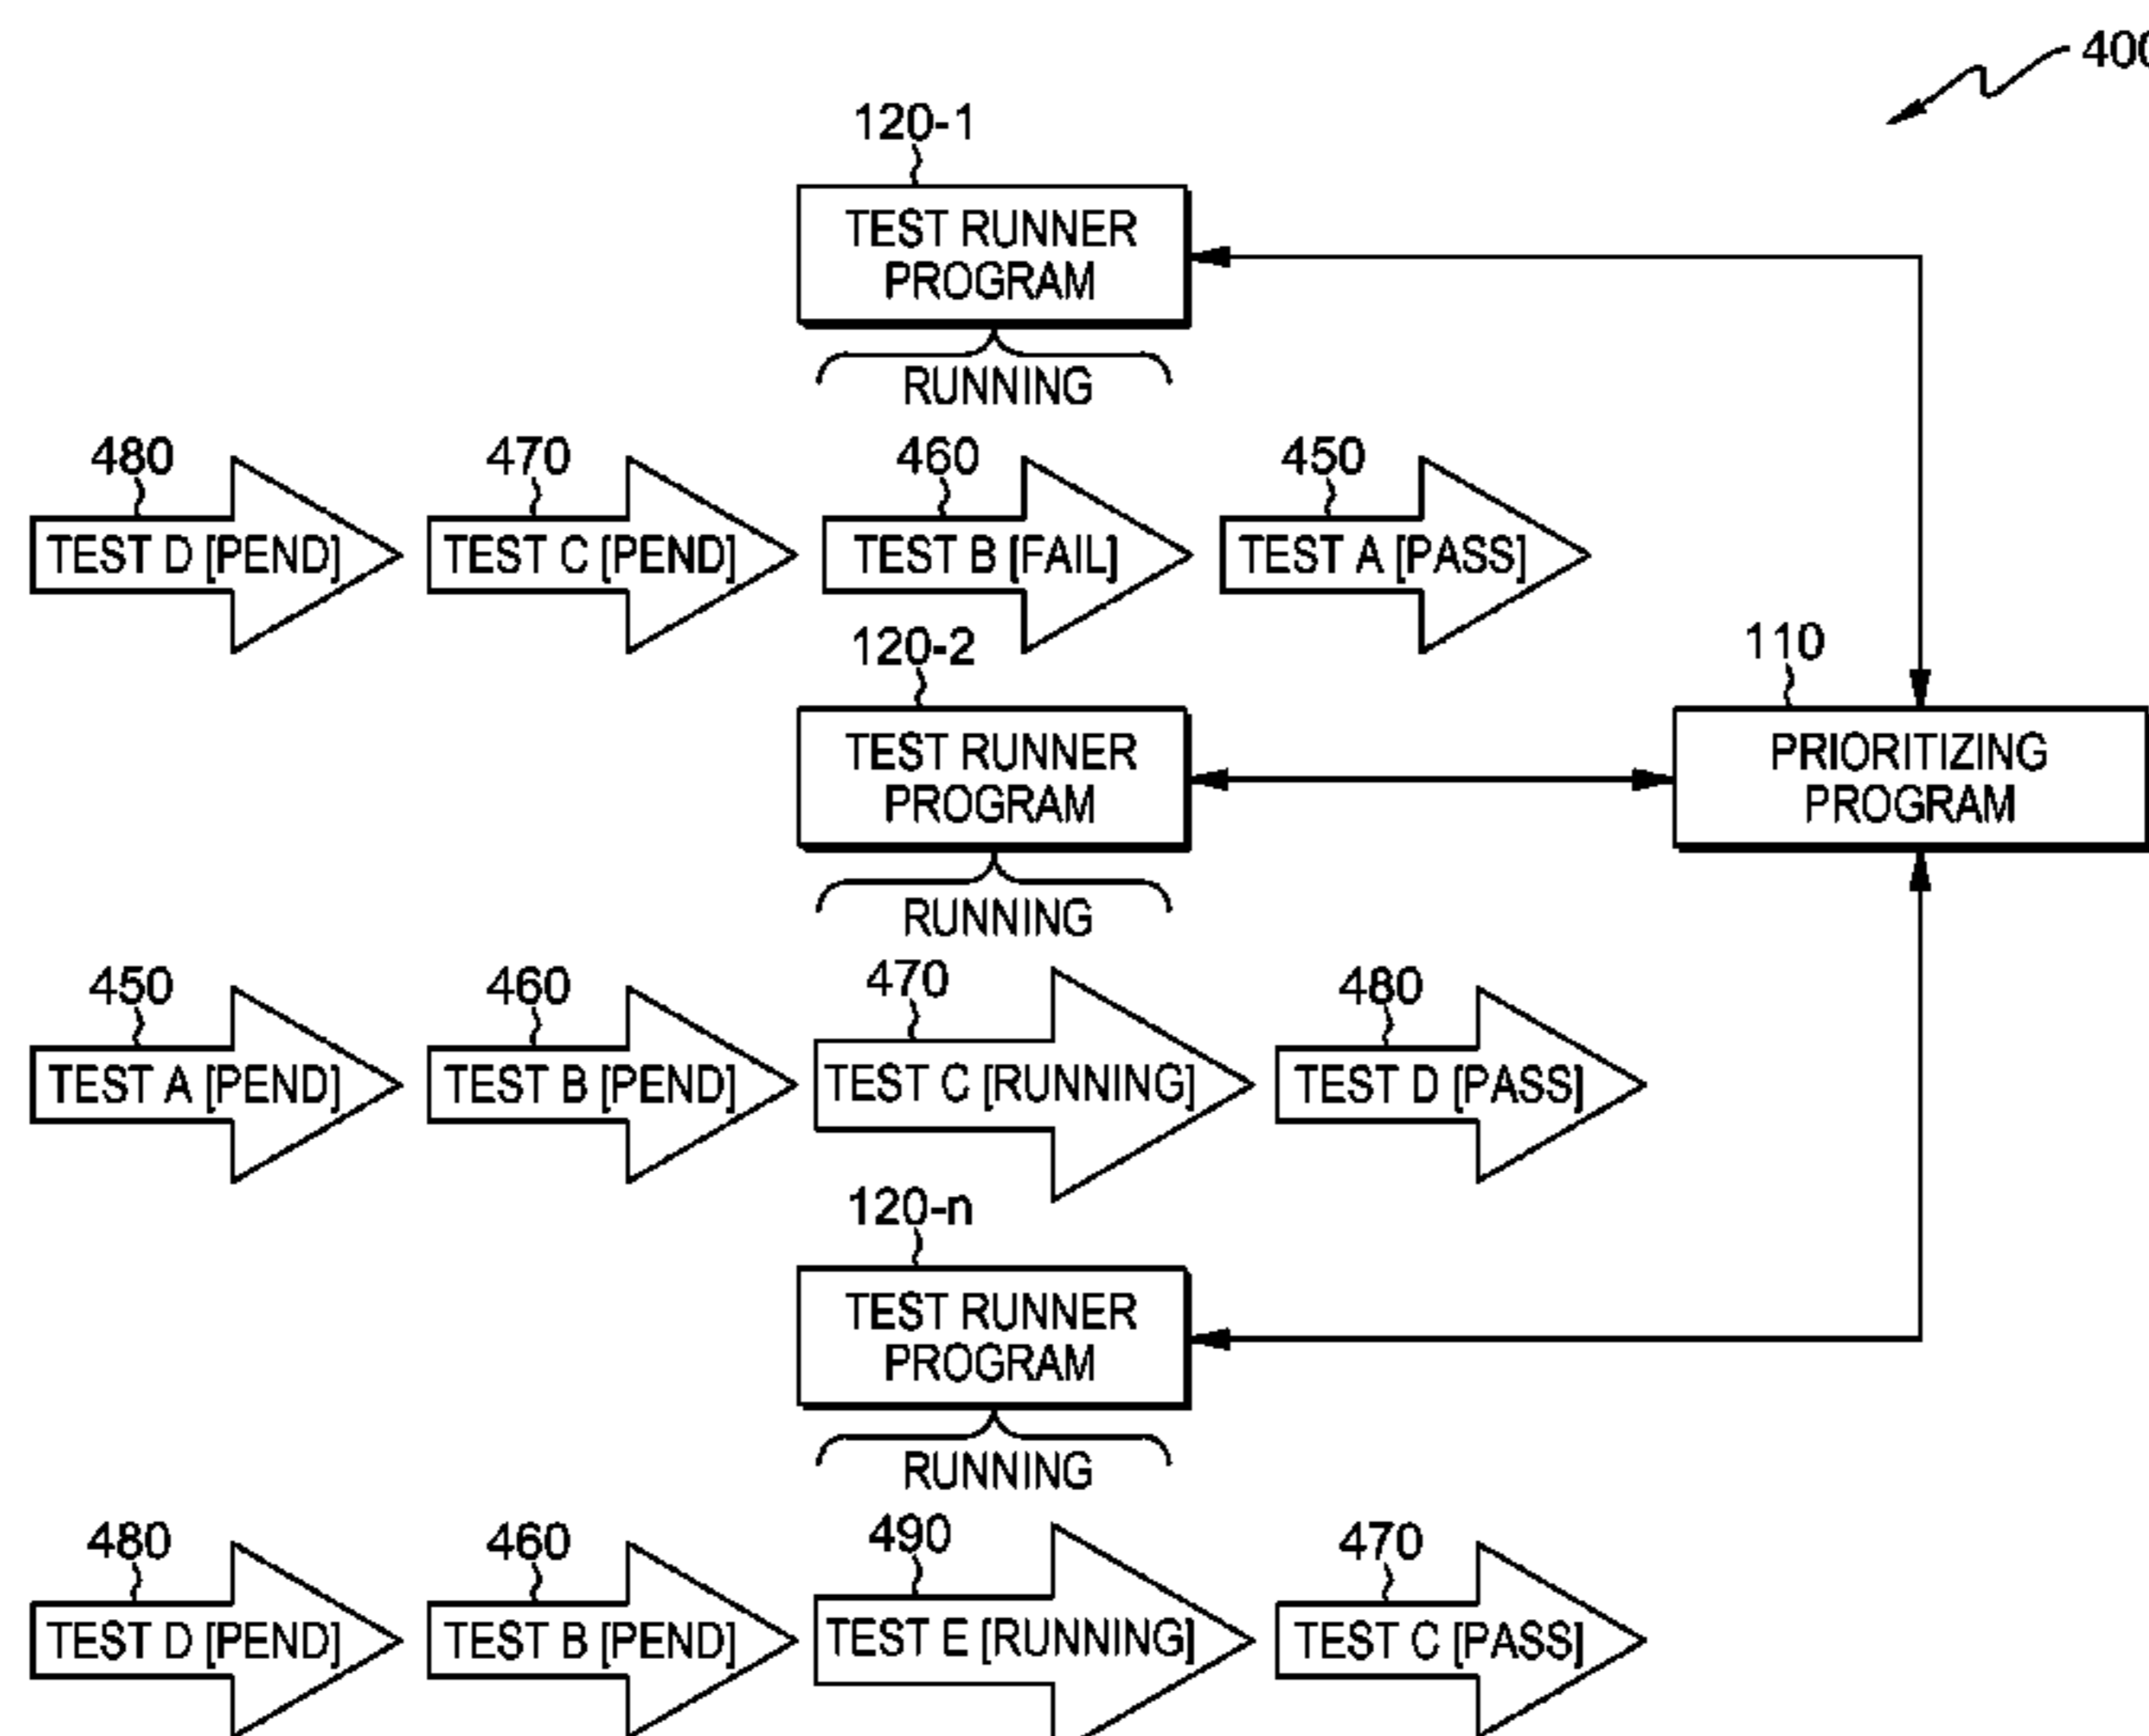 400
120-1
TEST RUNNER
PROGRAM
RUNNING
480
470
460
450
TEST D [PEND]
TEST C [PEND]
TEST B [FAIL]
TEST A [PASS]
120-2
110
TEST RUNNER
PROGRAM
PRIORITIZING
PROGRAM
RUNNING
450
460
470
480
TEST A [PEND]
TEST B [PEND]
TEST C [RUNNING]
TEST D [PASS]
120-n
TEST RUNNER
PROGRAM
RUNNING
480
460
490
470
TEST D [PEND]
TEST B [PEND]
TEST E [RUNNING]
TEST C [PASS]